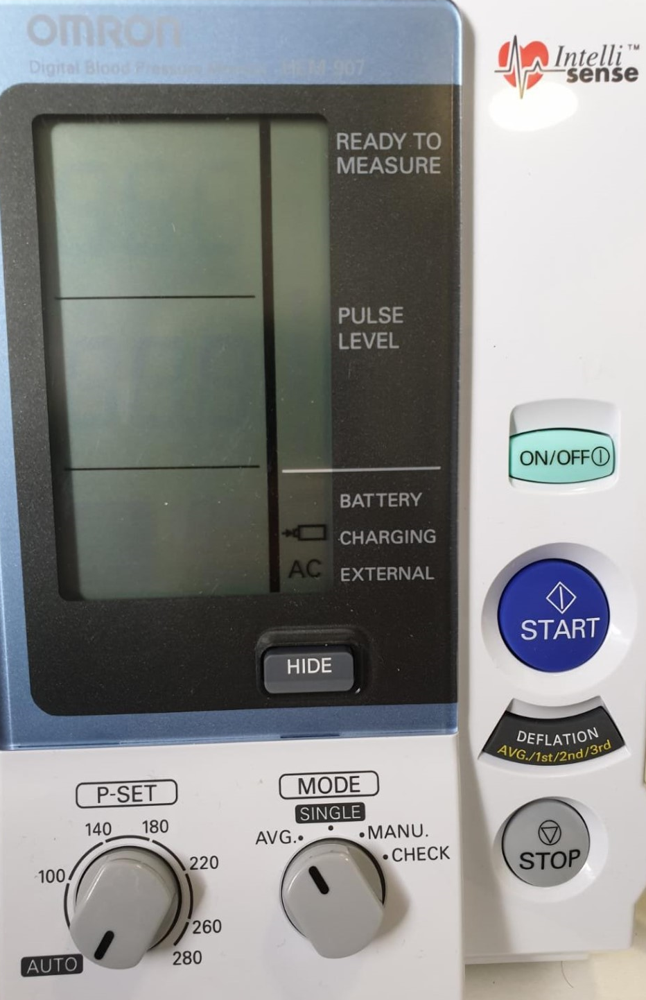 OMRON
Digital Blood Pressure Monitor HEM-907
Intelli™
sense
READY TO
MEASURE
PULSE
LEVEL
ON/OFF
BATTERY
CHARGING
AC EXTERNAL
START
HIDE
DEFLATION
AVG./1st/2nd/3rd
P-SET
MODE
SINGLE
140 180
AVG. MANU.
CHECK
100 220
STOP
260
280
AUTO